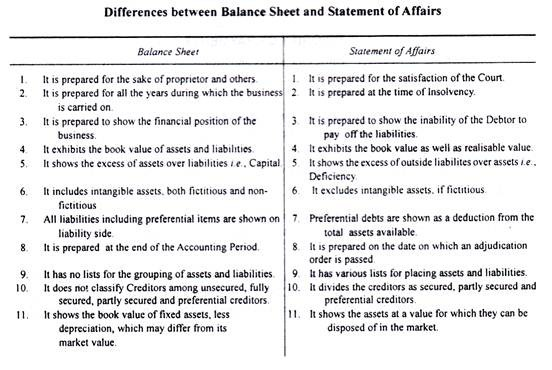 Differences between Balance Sheet and Statement of Affairs
Balance Sheet
1. It is prepared for the sake of proprietor and others.
2. It is prepared for all the years during which the business
is carried on.
3. It is prepared to show the financial position of the
business.
4. It exhibits the book value of assets and liabilities.
5. It shows the excess of assets over liabilities i.e., Capital.
6. It includes intangible assets, both fictitious and non-
fictitious
7. All liabilities including preferential items are shown on
liability side.
8. It is prepared at the end of the Accounting Period.
9. It has no lists for the grouping of assets and liabilities.
10. It does not classify Creditors among unsecured, fully
secured, partly secured and preferential creditors.
11. It shows the book value of fixed assets, less
depreciation, which may differ from its
market value.
Statement of Affairs
1. It is prepared for the satisfaction of the Court.
2. It is prepared at the time of Insolvency.
3. It is prepared to show the inability of the Debtor to
pay off the liabilities.
4. It exhibits the book value as well as realisable value.
5. It shows the excess of outside liabilites over assets i.e.,
Deficiency.
6. It excludes intangible assets, if fictitious.
7. Preferential debts are shown as a deduction from the
total assets available.
8. It is prepared on the date on which an adjudication
order is passed.
9. It has various lists for placing assets and liabilities.
10. It divides the creditors as secured, partly secured and
preferential creditors.
11. It shows the assets at a value for which they can be
disposed of in the market.